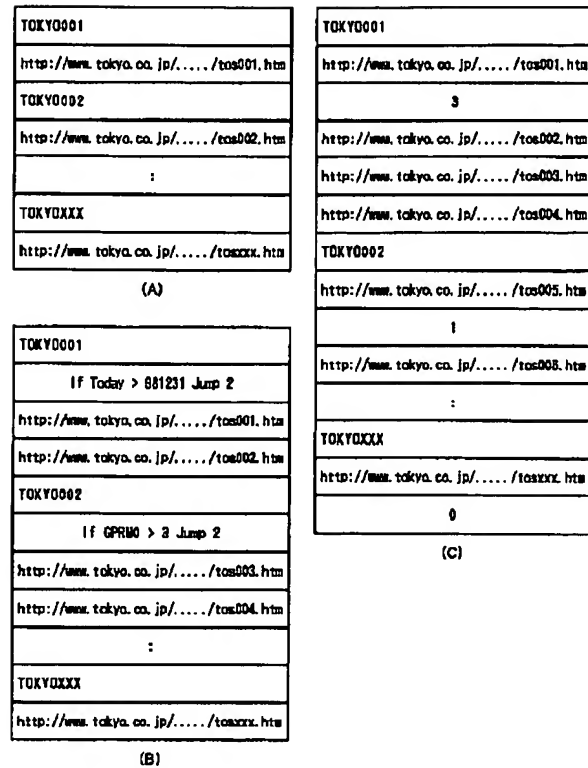 TOKYO001
http://www.tokyo.co.jp/...../tos001.htm
TOKYO002
http://www.tokyo.co.jp/...../tos002.htm
:
TOKYOXXX
http://www.tokyo.co.jp/...../tosxxx.htm
(A)
TOKYO001
If Today > 981231 Jump 2
http://www.tokyo.co.jp/...../tos001.htm
http://www.tokyo.co.jp/...../tos002.htm
TOKYO002
If GPRM0 > 3 Jump 2
http://www.tokyo.co.jp/...../tos003.htm
http://www.tokyo.co.jp/...../tos004.htm
:
TOKYOXXX
http://www.tokyo.co.jp/...../tosxxx.htm
(B)
TOKYO001
http://www.tokyo.co.jp/...../tos001.htm
3
http://www.tokyo.co.jp/...../tos002.htm
http://www.tokyo.co.jp/...../tos003.htm
http://www.tokyo.co.jp/...../tos004.htm
TOKYO002
http://www.tokyo.co.jp/...../tos005.htm
1
http://www.tokyo.co.jp/...../
:
TOKYOXXX
http://www.tokyo.co.jp/...../tosxxx.htm
0
(C)